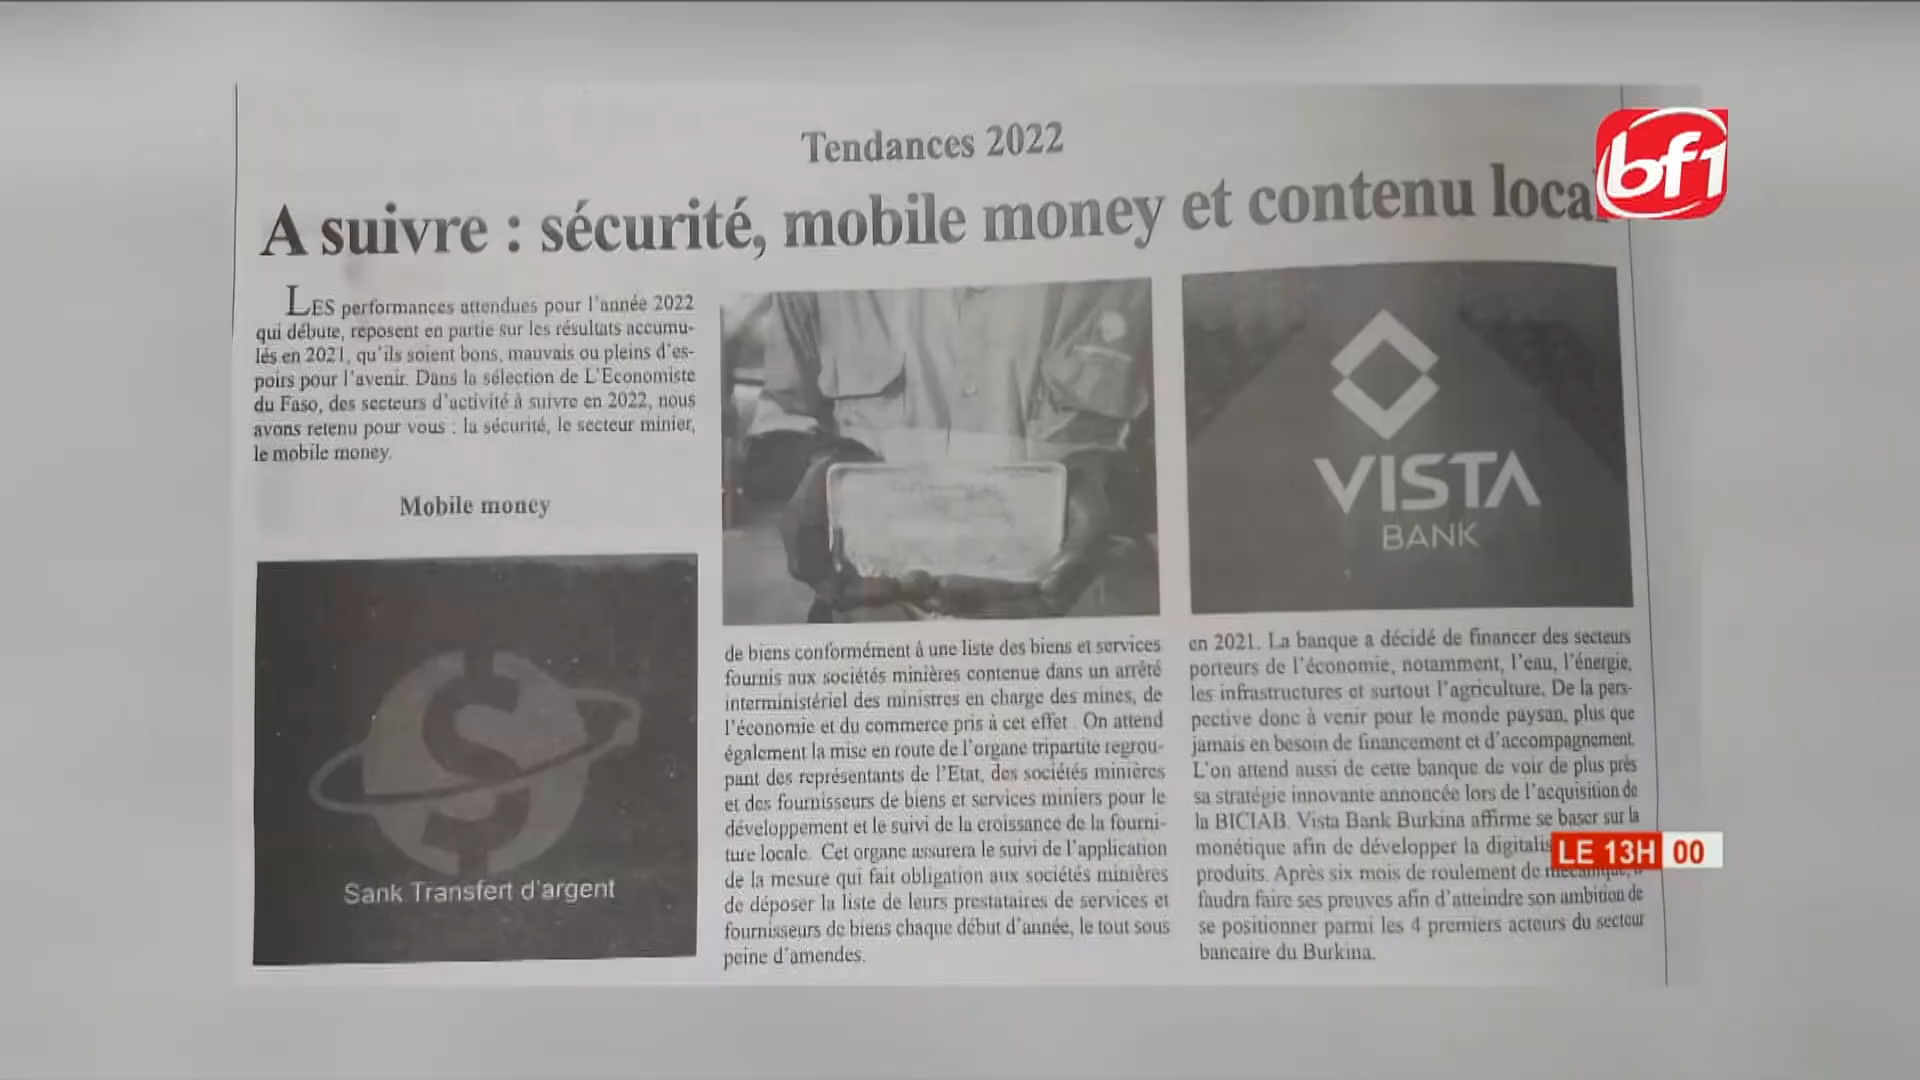 Tendances 2022
A suivre : sécurité, mobile money et contenu loca
bf1
LES performances attendues pour l'année 2022
qui débute, reposent en partie sur les résultats accumu-
lés en 2021, qu'ils soient bons, mauvais ou pleins d'es-
poirs pour l'avenir. Dans la sélection de L'Economiste
du Faso, des secteurs d'activité à suivre en 2022, nous
avons retenu pour vous : la sécurité, le secteur minier,
le mobile money.
Mobile money
Sank Transfert d'argent
de biens conformément à une liste des biens et services
fournis aux sociétés minières contenue dans un arrêté
interministériel des ministres en charge des mines, de
l'économie et du commerce pris à cet effet . On attend
également la mise en route de l'organe tripartite regrou-
pant des représentants de l'Etat, des sociétés minières
et des fournisseurs de biens et services miniers pour le
développement et le suivi de la croissance de la fourni-
ture locale. Cet organe assurera le suivi de l'application
de la mesure qui fait obligation aux sociétés minières
de déposer la liste de leurs prestataires de services et
fournisseurs de biens chaque début d'année, le tout sous
peine d'amendes.
VISTA
BANK
en 2021. La banque a décidé de financer des secteurs
porteurs de l'économie, notamment, l'eau, l'énergie,
les infrastructures et surtout l'agriculture. De la pers-
pective donc à venir pour le monde paysan, plus que
jamais en besoin de financement et d'accompagnement.
L'on attend aussi de cette banque de voir de plus près
sa stratégie innovante annoncée lors de l'acquisition de
la BICIAB. Vista Bank Burkina affirme se baser sur la
monétique afin de développer la digitalis
produits. Après six mois de roulement de mécanique,
faudra faire ses preuves afin d'atteindre son ambition de
se positionner parmi les 4 premiers acteurs du secteur
bancaire du Burkina.
LE 13H 00